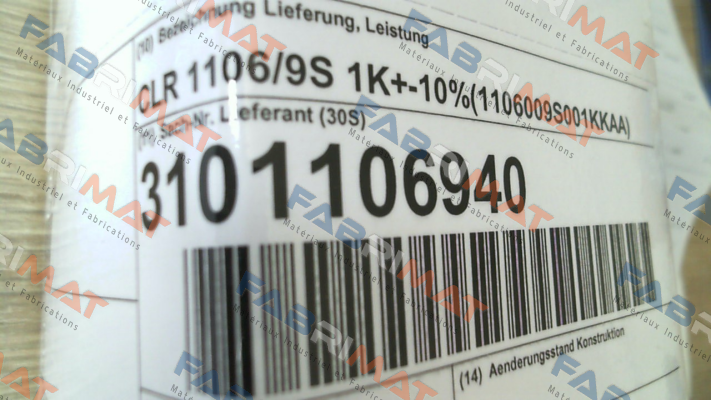 (10) Bezeichnung Lieferung, Leistung
CLR 1106/9S 1K+-10%(1106009S001KKAA)
Sach-Nr. Lieferant (30S)
3101106940
(14) Aenderungsstand Konstruktion
FABRIMAT
Matériaux Industriel et Fabrications